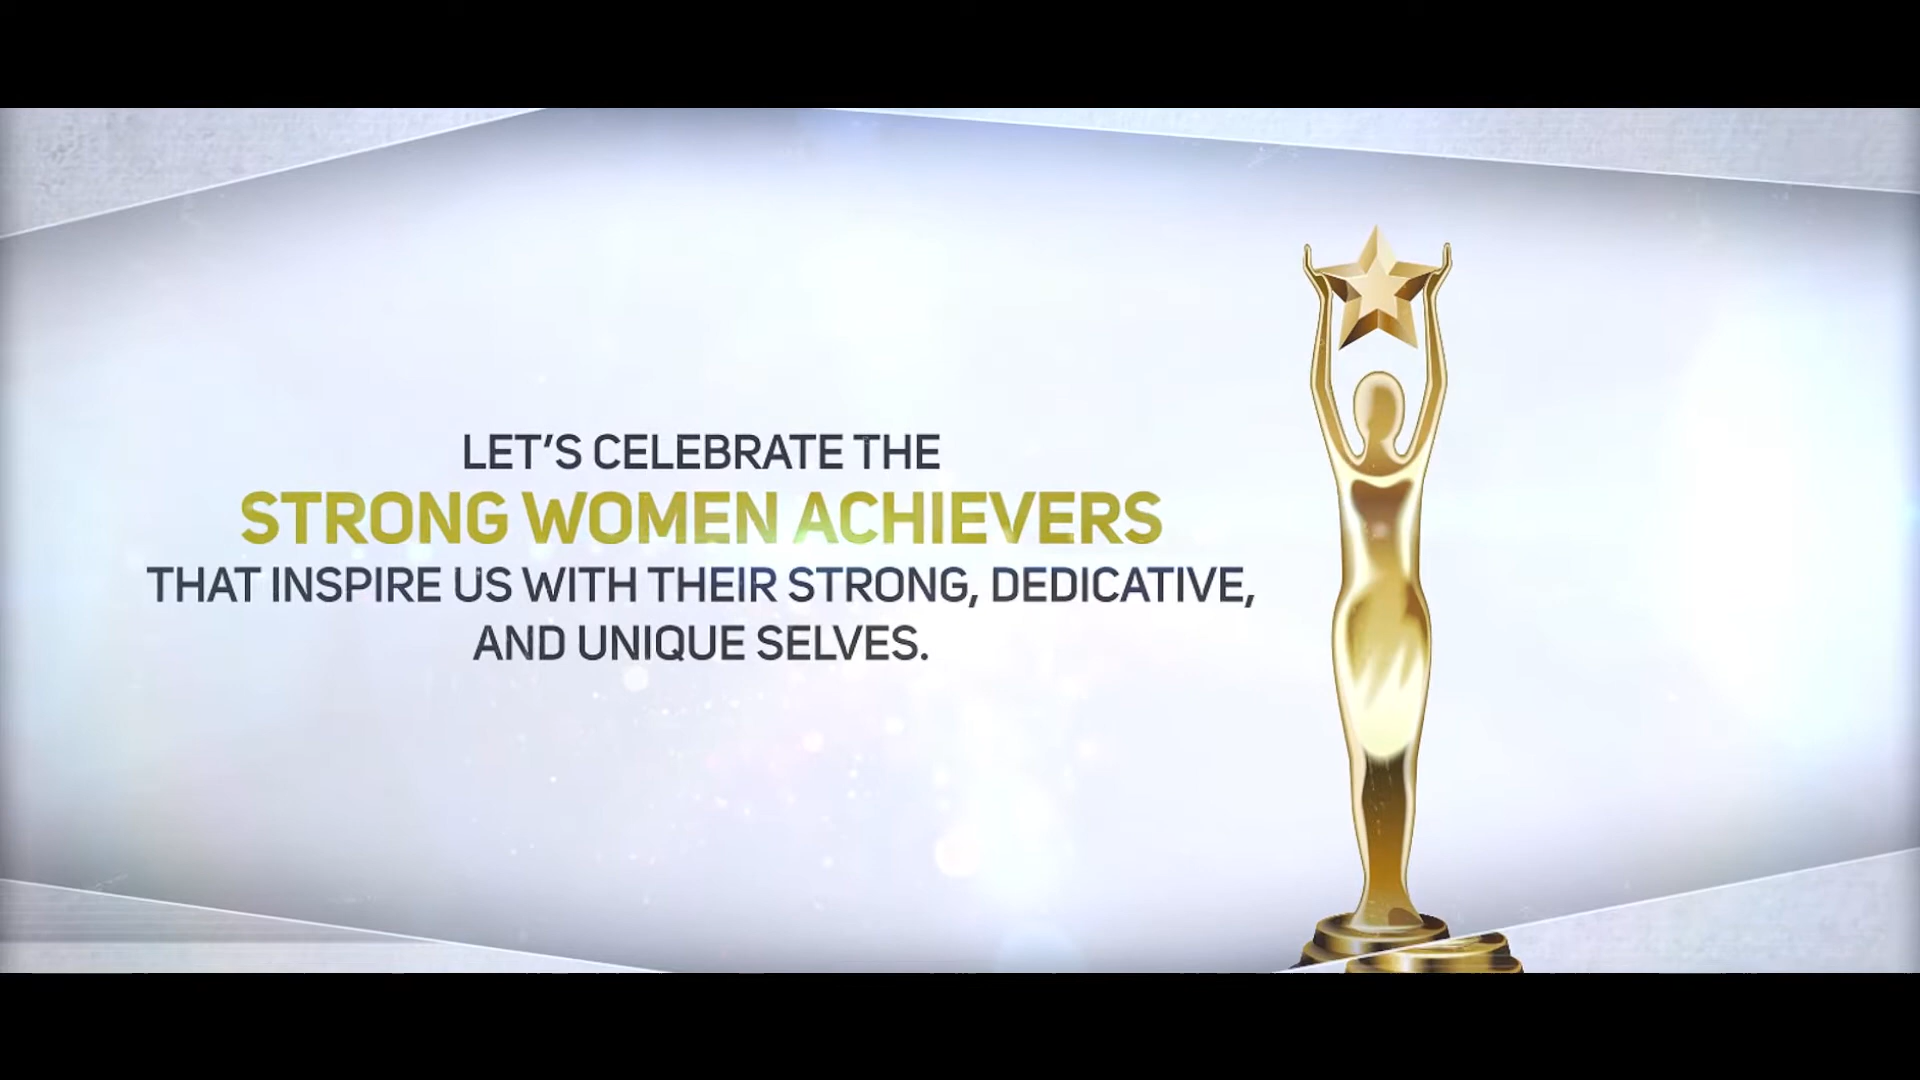 LET'S CELEBRATE THE
STRONG WOMEN ACHIEVERS
THAT INSPIRE US WITH THEIR STRONG, DEDICATIVE,
AND UNIQUE SELVES.